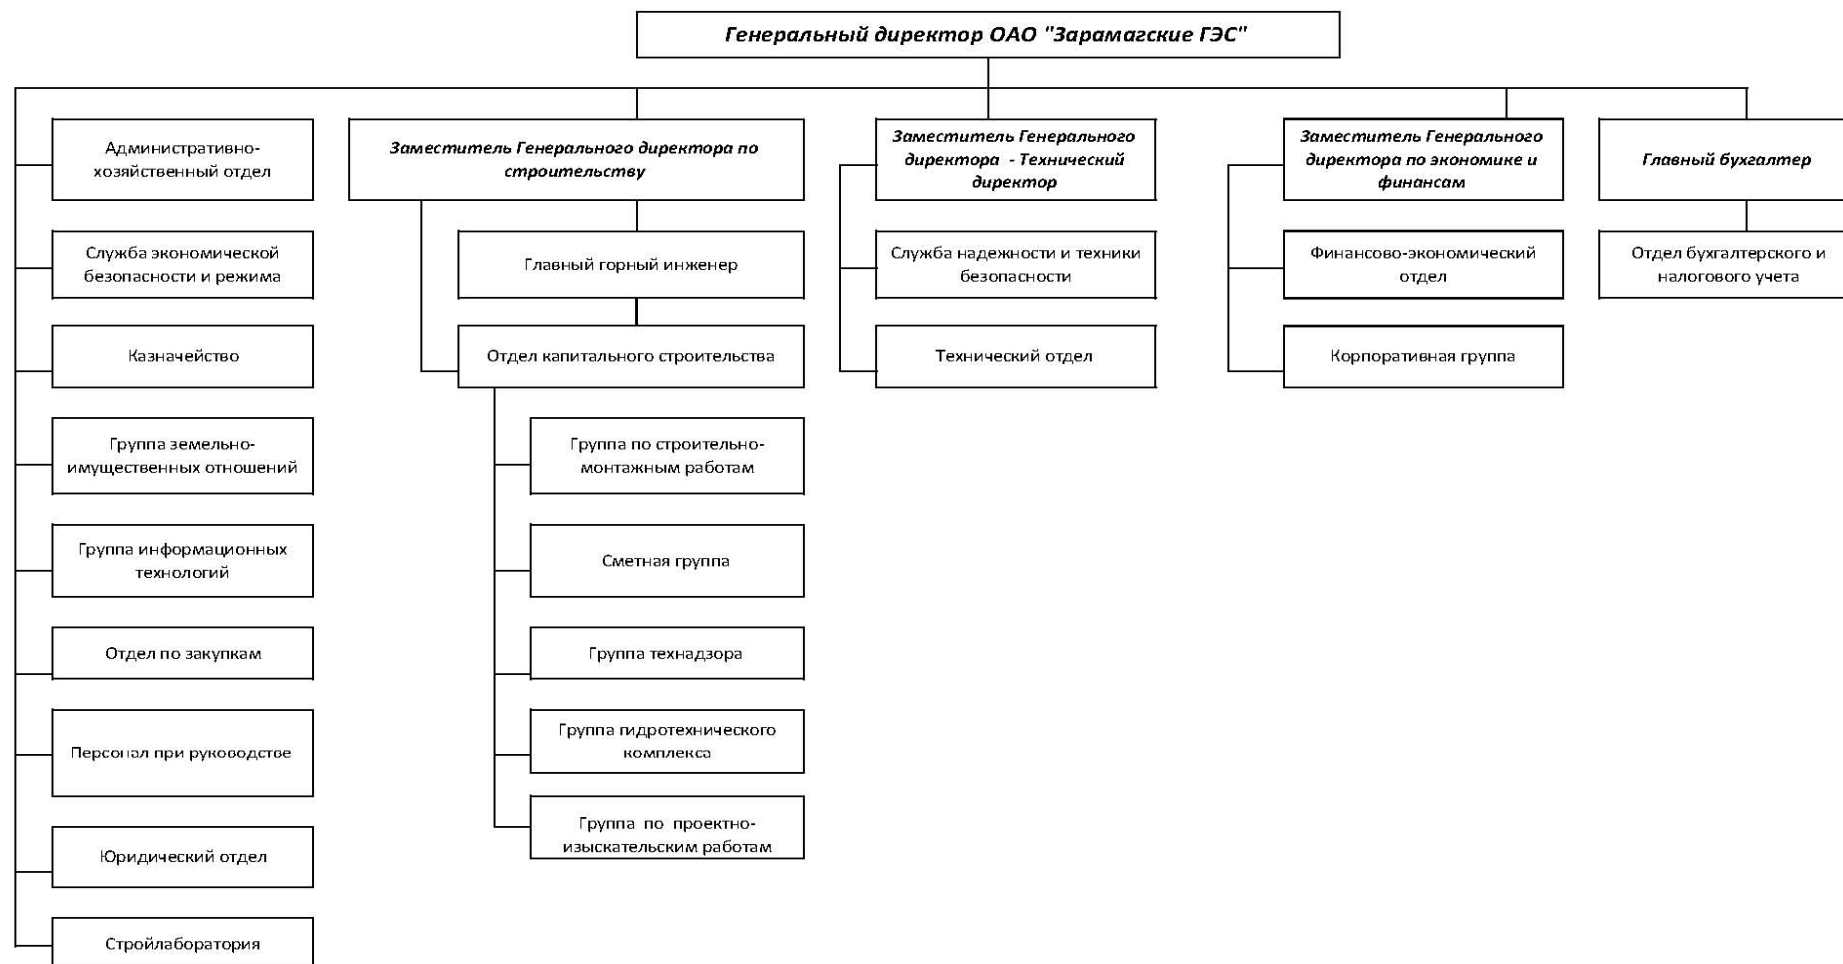 Генеральный директор ОАО "Зарамагские ГЭС"
Административно-
хозяйственный отдел
Служба экономической
безопасности и режима
Казначейство
Группа земельно-
имущественных отношений
Группа информационных
технологий
Отдел по закупкам
Персонал при руководстве
Юридический отдел
Стройлаборатория
Заместитель Генерального директора по
строительству
Главный горный инженер
Отдел капитального строительства
Группа по строительно-
монтажным работам
Сметная группа
Группа технадзора
Группа гидротехнического
комплекса
Группа по проектно-
изыскательским работам
Заместитель Генерального
директора - Технический
директор
Служба надежности и техники
безопасности
Технический отдел
Заместитель Генерального
директора по экономике и
финансам
Финансово-экономический
отдел
Корпоративная группа
Главный бухгалтер
Отдел бухгалтерского и
налогового учета